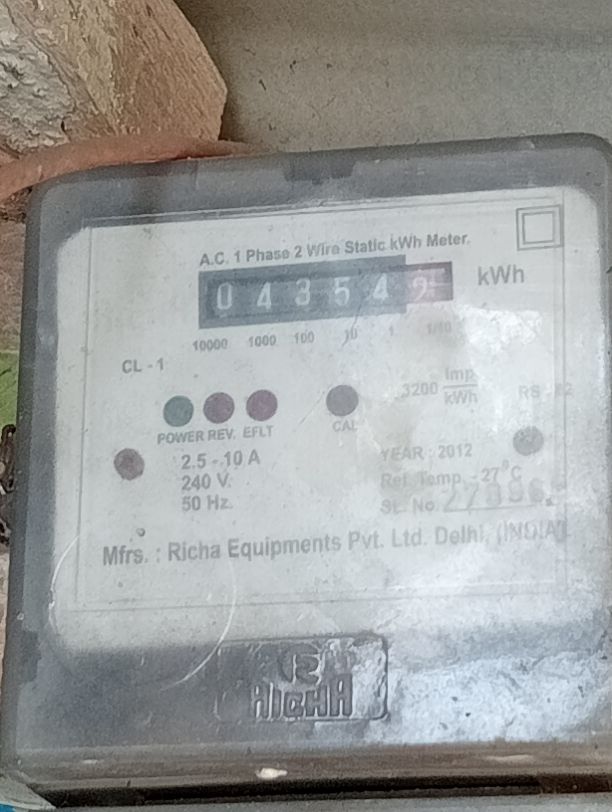 A.C. 1 Phase 2 Wire Static kWh Meter.
0 4 3 5 4 kWh
10000 1000 100 10 1 1/10
CL - 1
3200 Imp/kWh
POWER REV. EFLT CAL
2.5 - 10 A
240 V.
50 Hz.
YEAR : 2012
Ref. Temp. - 27°C
SL. No.
Mfrs. : Richa Equipments Pvt. Ltd. Delhi, (INDIA)
RICHA